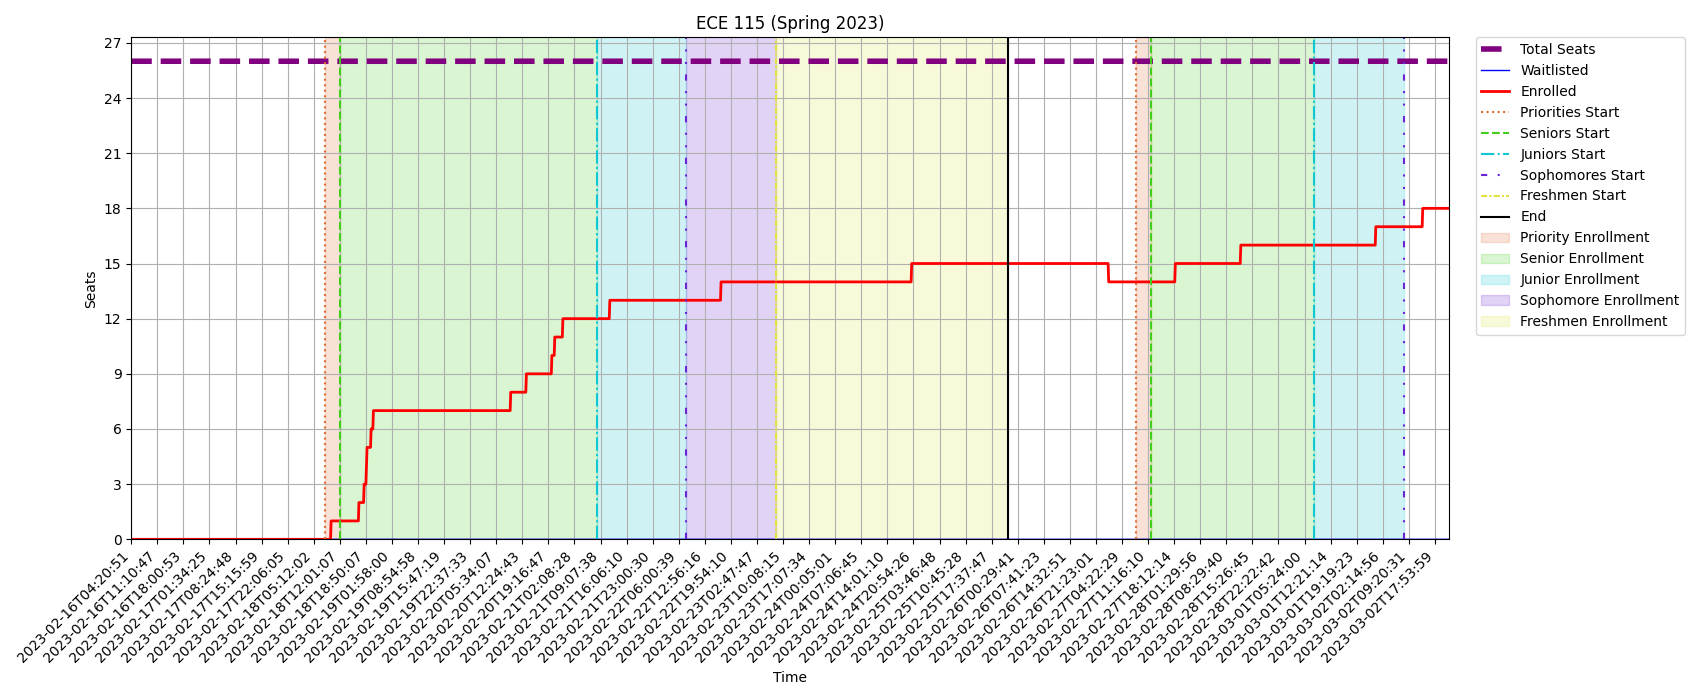 ECE 115 (Spring 2023)
27
24
21
18
15
12
9
6
3
0
Seats
2023-02-16T04:20:51
2023-02-16T11:10:47
2023-02-16T18:00:53
2023-02-17T01:34:25
2023-02-17T08:24:48
2023-02-17T15:15:59
2023-02-17T22:06:05
2023-02-18T05:12:02
2023-02-18T12:01:07
2023-02-18T18:50:07
2023-02-19T01:58:00
2023-02-19T08:54:58
2023-02-19T15:47:19
2023-02-19T22:37:33
2023-02-20T05:34:07
2023-02-20T12:24:43
2023-02-20T19:16:47
2023-02-21T02:08:28
2023-02-21T09:07:38
2023-02-21T16:06:10
2023-02-21T23:00:30
2023-02-22T06:00:39
2023-02-22T12:56:16
2023-02-22T19:54:10
2023-02-23T02:47:47
2023-02-23T10:08:15
2023-02-23T17:07:34
2023-02-24T00:05:01
2023-02-24T07:06:45
2023-02-24T14:01:10
2023-02-24T20:54:26
2023-02-25T03:46:48
2023-02-25T10:45:28
2023-02-25T17:37:47
2023-02-26T00:29:41
2023-02-26T07:41:23
2023-02-26T14:32:51
2023-02-26T21:23:01
2023-02-27T04:22:29
2023-02-27T11:16:10
2023-02-27T18:12:14
2023-02-28T01:29:56
2023-02-28T08:29:40
2023-02-28T15:26:45
2023-02-28T22:22:42
2023-03-01T05:24:00
2023-03-01T12:21:14
2023-03-01T19:19:23
2023-03-02T02:14:56
2023-03-02T09:20:31
2023-03-02T17:53:59
Time
Total Seats
Waitlisted
Enrolled
Priorities Start
Seniors Start
Juniors Start
Sophomores Start
Freshmen Start
End
Priority Enrollment
Senior Enrollment
Junior Enrollment
Sophomore Enrollment
Freshmen Enrollment